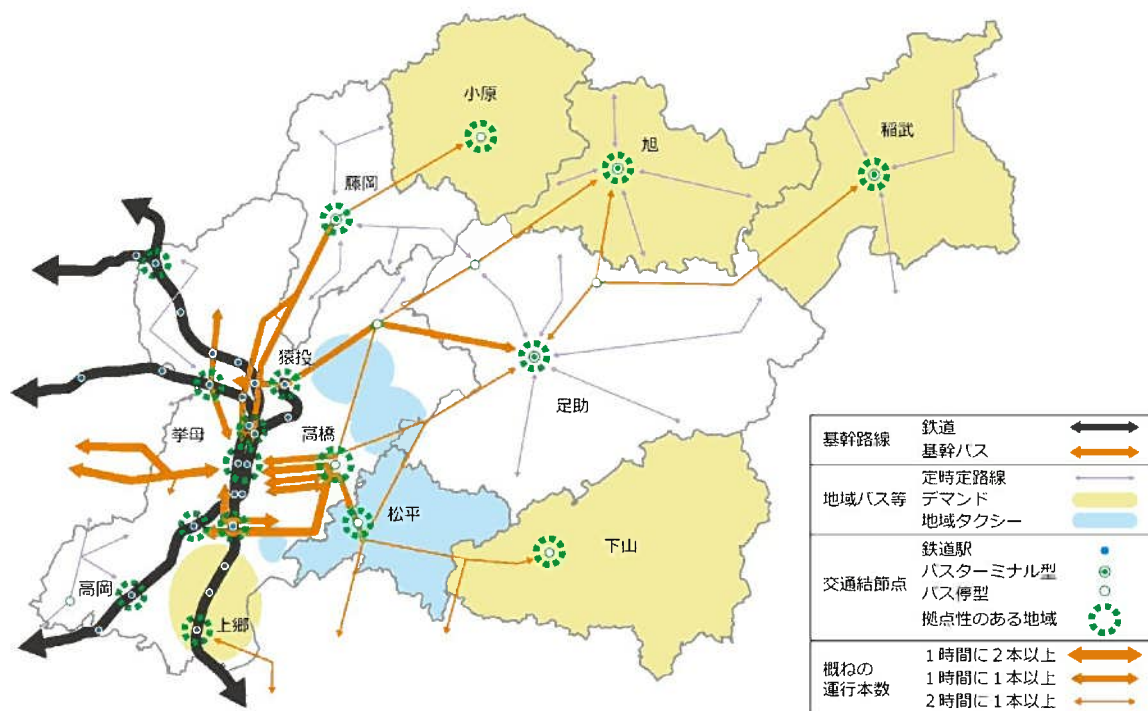 小原
旭
稲武
藤岡
猿投
足助
挙母
高橋
松平
下山
高岡
上郷
基幹路線
鉄道
基幹バス
地域バス等
定時定路線
デマンド
地域タクシー
交通結節点
鉄道駅
バスターミナル型
バス停型
拠点性のある地域
概ねの
運行本数
1時間に2本以上
1時間に1本以上
2時間に1本以上